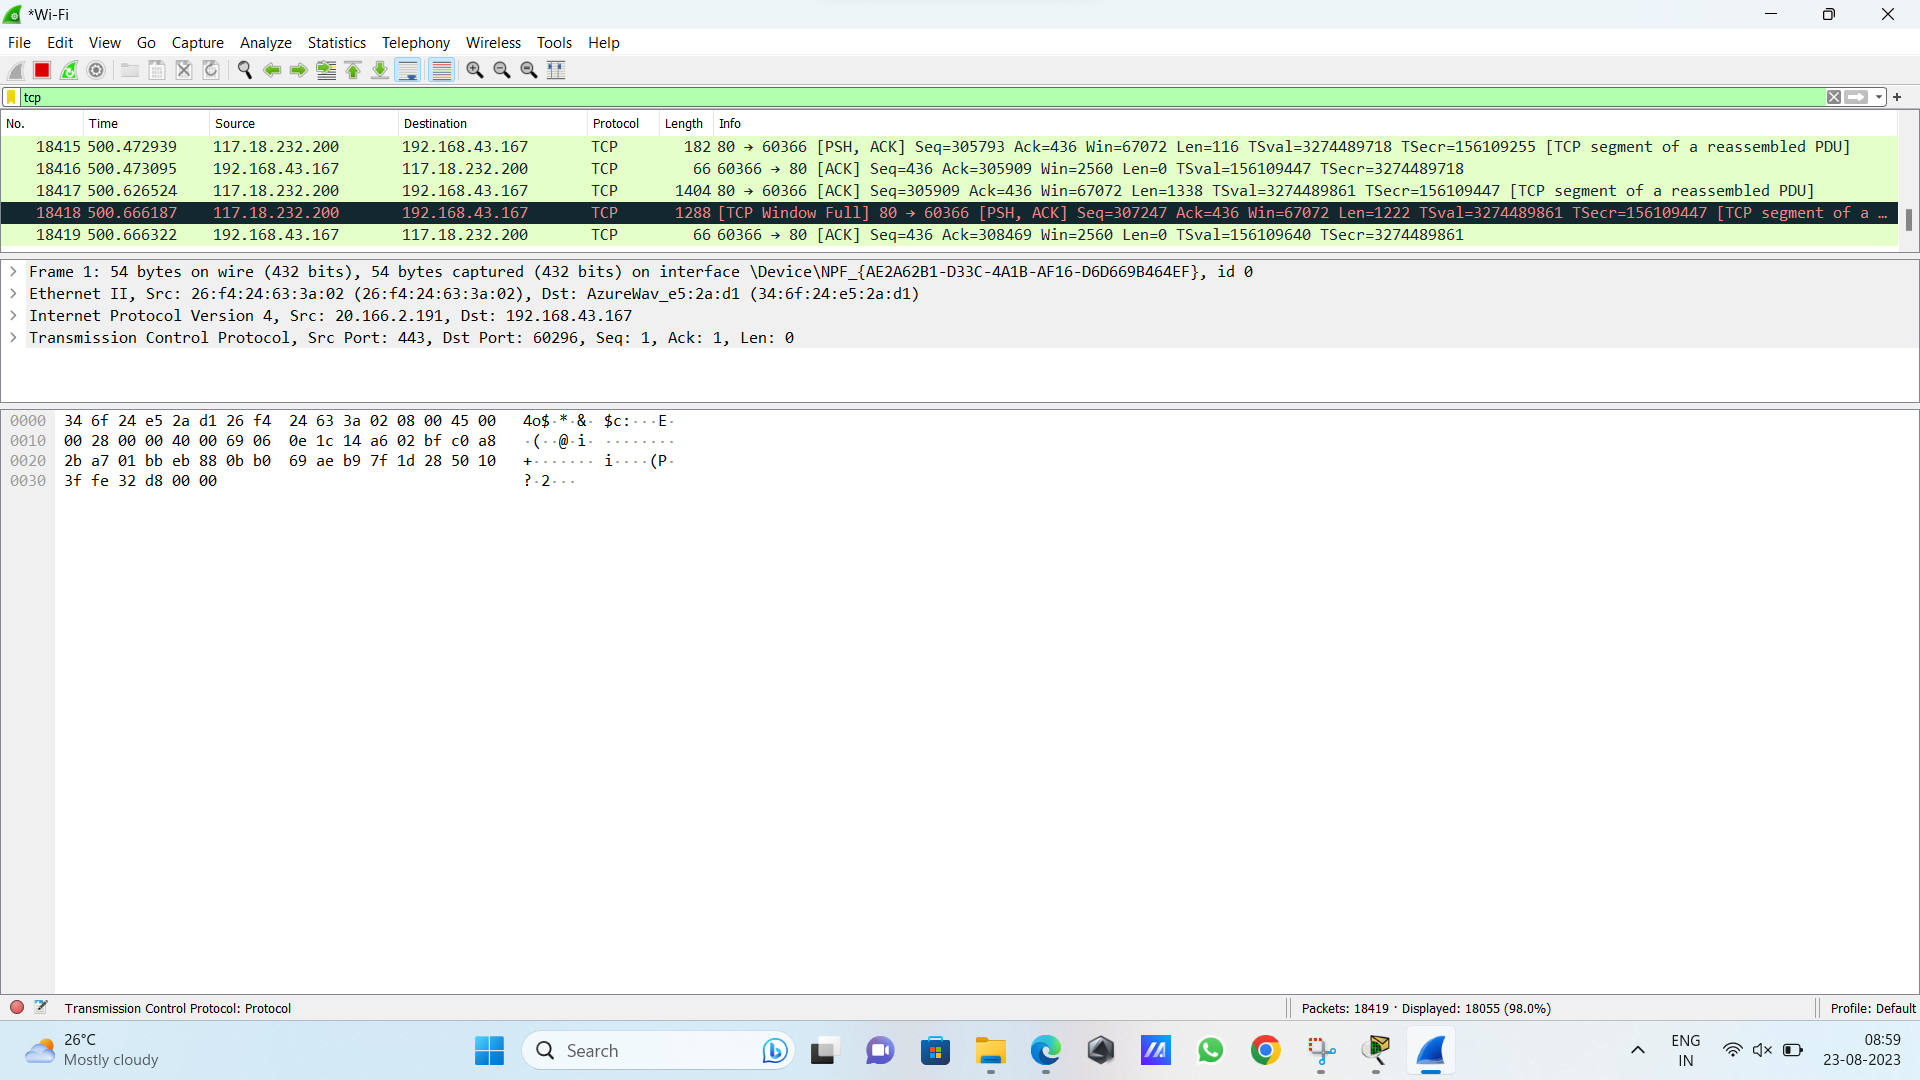 *Wi-Fi
File Edit View Go Capture Analyze Statistics Telephony Wireless Tools Help
tcp
No. Time Source Destination Protocol Length Info
18415 500.472939 117.18.232.200 192.168.43.167 TCP 182 80 → 60366 [PSH, ACK] Seq=305793 Ack=436 Win=67072 Len=116 TSval=3274489718 TSecr=156109255 [TCP segment of a reassembled PDU]
18416 500.473095 192.168.43.167 117.18.232.200 TCP 66 60366 → 80 [ACK] Seq=436 Ack=305909 Win=2560 Len=0 TSval=156109447 TSecr=3274489718
18417 500.626524 117.18.232.200 192.168.43.167 TCP 1404 80 → 60366 [ACK] Seq=305909 Ack=436 Win=67072 Len=1338 TSval=3274489861 TSecr=156109447 [TCP segment of a reassembled PDU]
18418 500.666187 117.18.232.200 192.168.43.167 TCP 1288 [TCP Window Full] 80 → 60366 [PSH, ACK] Seq=307247 Ack=436 Win=67072 Len=1222 TSval=3274489861 TSecr=156109447 [TCP segment of a …
18419 500.666322 192.168.43.167 117.18.232.200 TCP 66 60366 → 80 [ACK] Seq=436 Ack=308469 Win=2560 Len=0 TSval=156109640 TSecr=3274489861
Frame 1: 54 bytes on wire (432 bits), 54 bytes captured (432 bits) on interface \Device\NPF_{AE2A62B1-D33C-4A1B-AF16-D6D669B464EF}, id 0
Ethernet II, Src: 26:f4:24:63:3a:02 (26:f4:24:63:3a:02), Dst: AzureWav_e5:2a:d1 (34:6f:24:e5:2a:d1)
Internet Protocol Version 4, Src: 20.166.2.191, Dst: 192.168.43.167
Transmission Control Protocol, Src Port: 443, Dst Port: 60296, Seq: 1, Ack: 1, Len: 0
0000 34 6f 24 e5 2a d1 26 f4 24 63 3a 02 08 00 45 00 4o$·*·&· $c:···E·
0010 00 28 00 00 40 00 69 06 0e 1c 14 a6 02 bf c0 a8 ·(··@·i· ········
0020 2b a7 01 bb eb 88 0b b0 69 ae b9 7f 1d 28 50 10 +······· i····(P·
0030 3f fe 32 d8 00 00 ?·2···
Transmission Control Protocol: Protocol
Packets: 18419 · Displayed: 18055 (98.0%)
Profile: Default
26°C
Mostly cloudy
Search
ENG
IN
08:59
23-08-2023